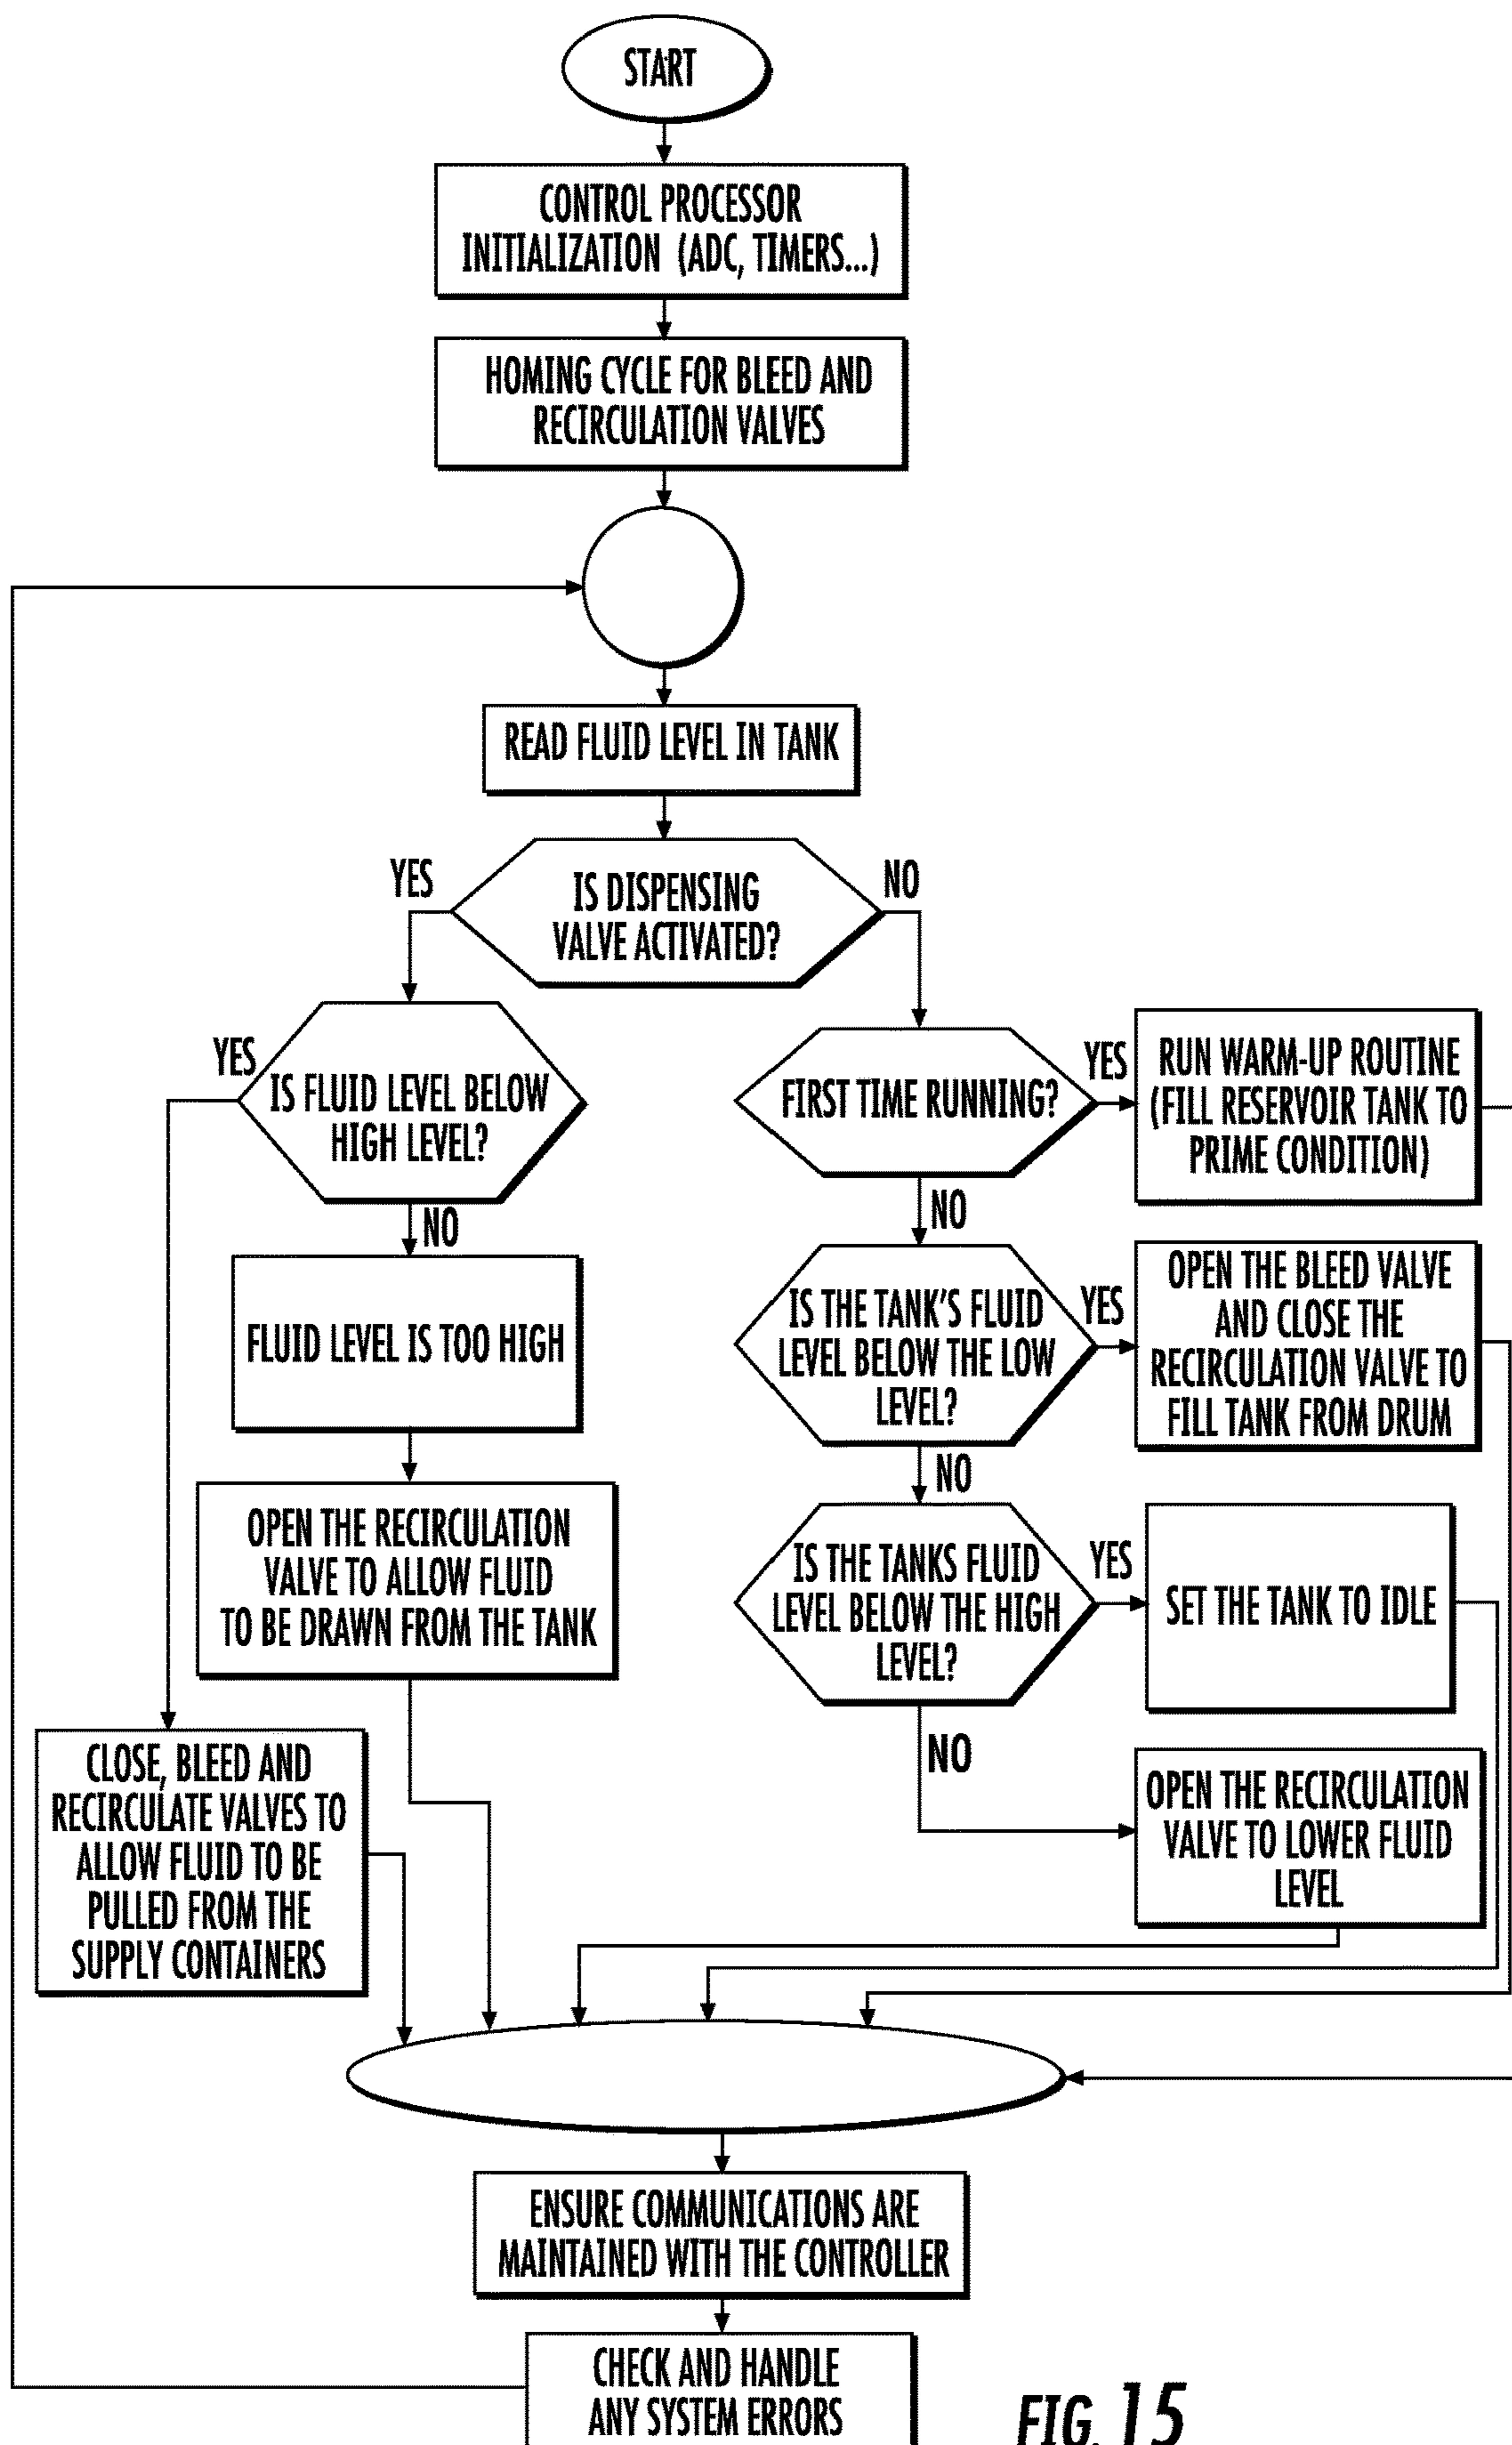 START
CONTROL PROCESSOR
INITIALIZATION (ADC, TIMERS...)
HOMING CYCLE FOR BLEED AND
RECIRCULATION VALVES
READ FLUID LEVEL IN TANK
YES
IS DISPENSING
VALVE ACTIVATED?
NO
YES
IS FLUID LEVEL BELOW
HIGH LEVEL?
NO
FLUID LEVEL IS TOO HIGH
OPEN THE RECIRCULATION
VALVE TO ALLOW FLUID
TO BE DRAWN FROM THE TANK
CLOSE, BLEED AND
RECIRCULATE VALVES TO
ALLOW FLUID TO BE
PULLED FROM THE
SUPPLY CONTAINERS
FIRST TIME RUNNING?
YES
RUN WARM-UP ROUTINE
(FILL RESERVOIR TANK TO
PRIME CONDITION)
NO
IS THE TANK'S FLUID
LEVEL BELOW THE LOW
LEVEL?
YES
OPEN THE BLEED VALVE
AND CLOSE THE
RECIRCULATION VALVE TO
FILL TANK FROM DRUM
NO
IS THE TANKS FLUID
LEVEL BELOW THE HIGH
LEVEL?
YES
SET THE TANK TO IDLE
NO
OPEN THE RECIRCULATION
VALVE TO LOWER FLUID
LEVEL
ENSURE COMMUNICATIONS ARE
MAINTAINED WITH THE CONTROLLER
CHECK AND HANDLE
ANY SYSTEM ERRORS
FIG. 15